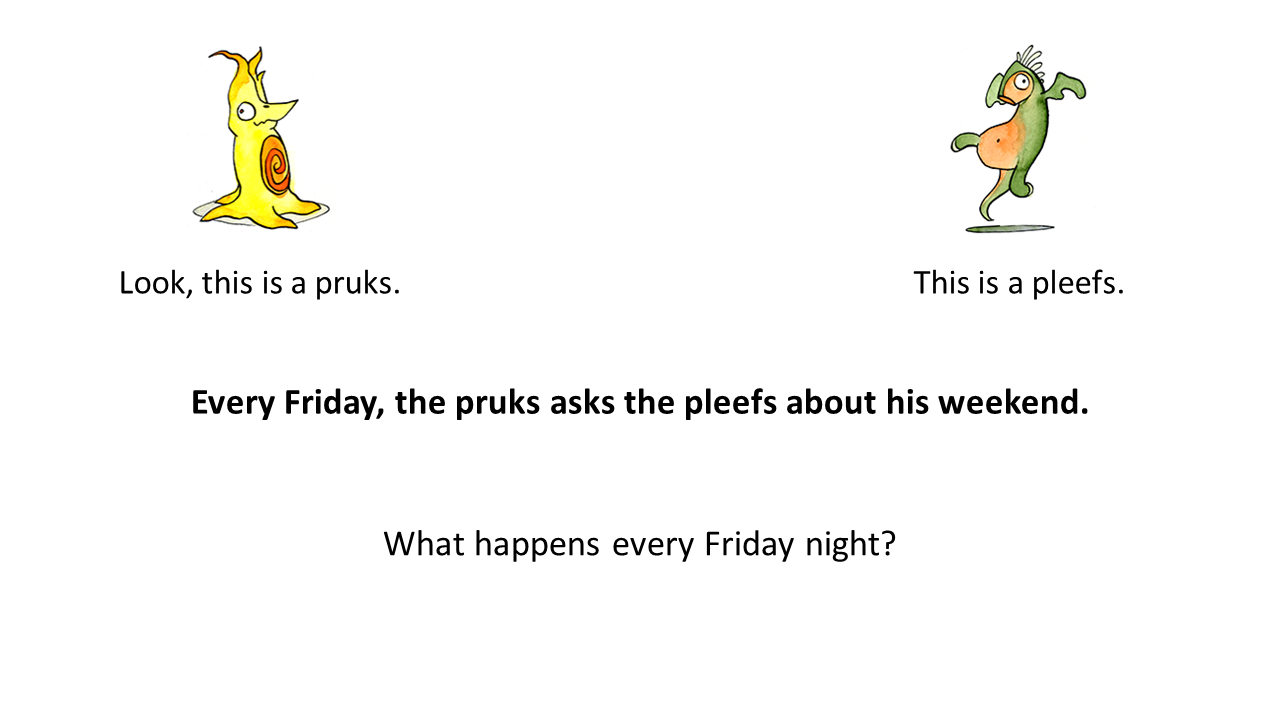 Look, this is a pruks.
This is a pleefs.
Every Friday, the pruks asks the pleefs about his weekend.
What happens every Friday night?